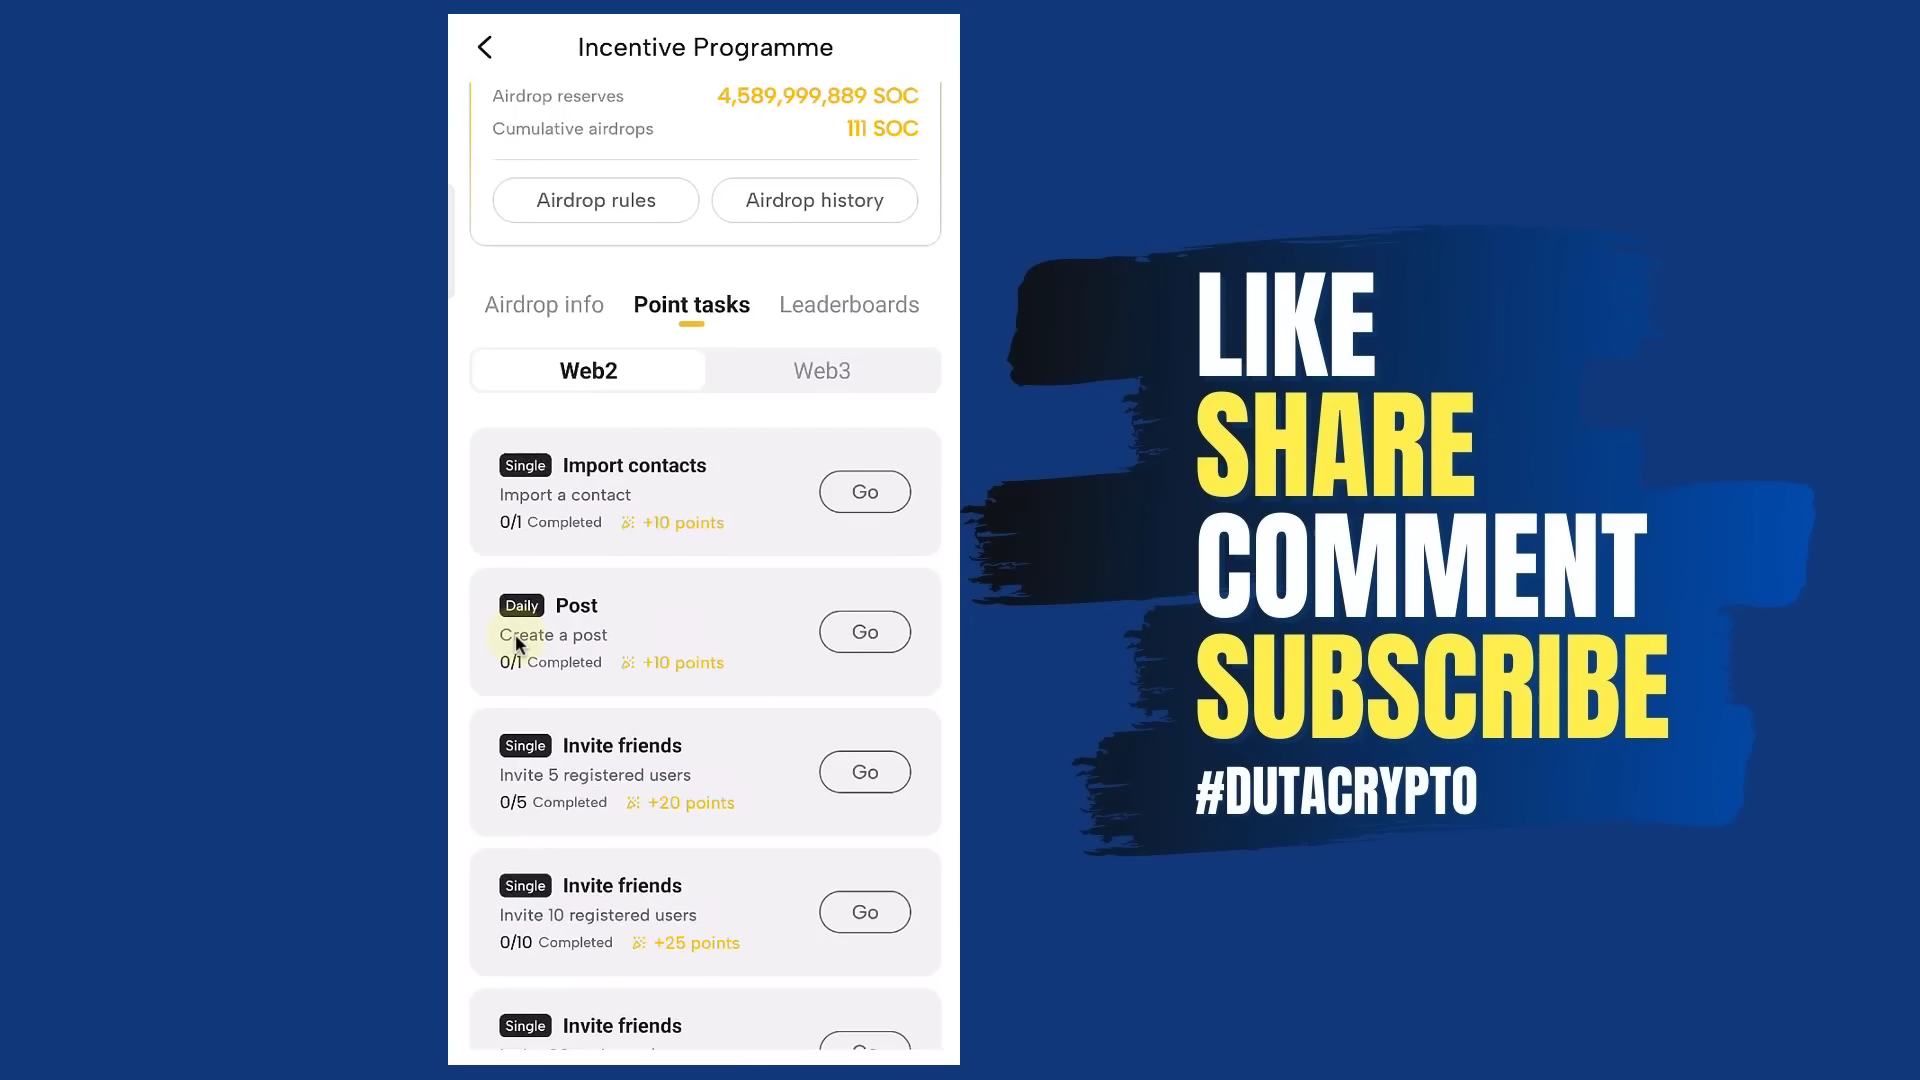 Incentive Programme
Airdrop reserves 4,589,999,889 SOC
Cumulative airdrops 111 SOC
Airdrop rules Airdrop history
Airdrop info Point tasks Leaderboards
Web2 Web3
Single Import contacts
Import a contact
Go
0/1 Completed +10 points
Daily Post
Create a post
Go
0/1 Completed +10 points
Single Invite friends
Invite 5 registered users
Go
0/5 Completed +20 points
Single Invite friends
Invite 10 registered users
Go
0/10 Completed +25 points
Single Invite friends
LIKE
SHARE
COMMENT
SUBSCRIBE
#DUTACRYPTO